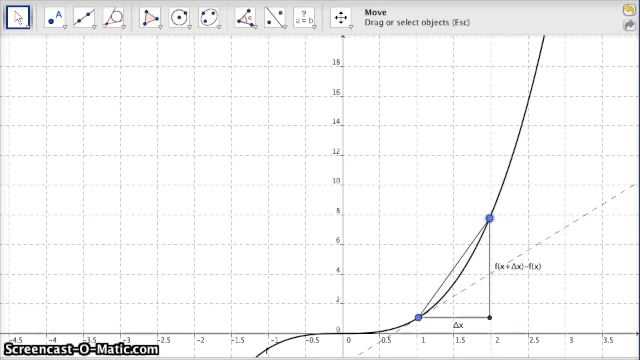 Move
Drag or select objects (Esc)
A
a = b
18
16
14
12
10
8
6
4
2
0
f(x+Δx)-f(x)
Δx
-4.5 -4 -3.5 -3 -2.5 -2 -1.5 -1 -0.5 0 0.5 1 1.5 2 2.5 3 3.5
Screencast-O-Matic.com